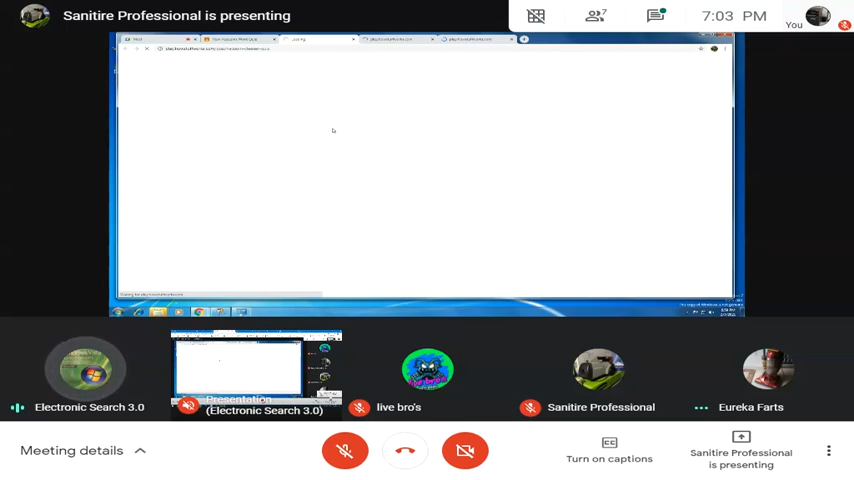 Sanitire Professional is presenting
7
7:03 PM
You
Electronic Search 3.0
Presentation
(Electronic Search 3.0)
live bro's
Sanitire Professional
Eureka Farts
Meeting details
Turn on captions
Sanitire Professional
is presenting